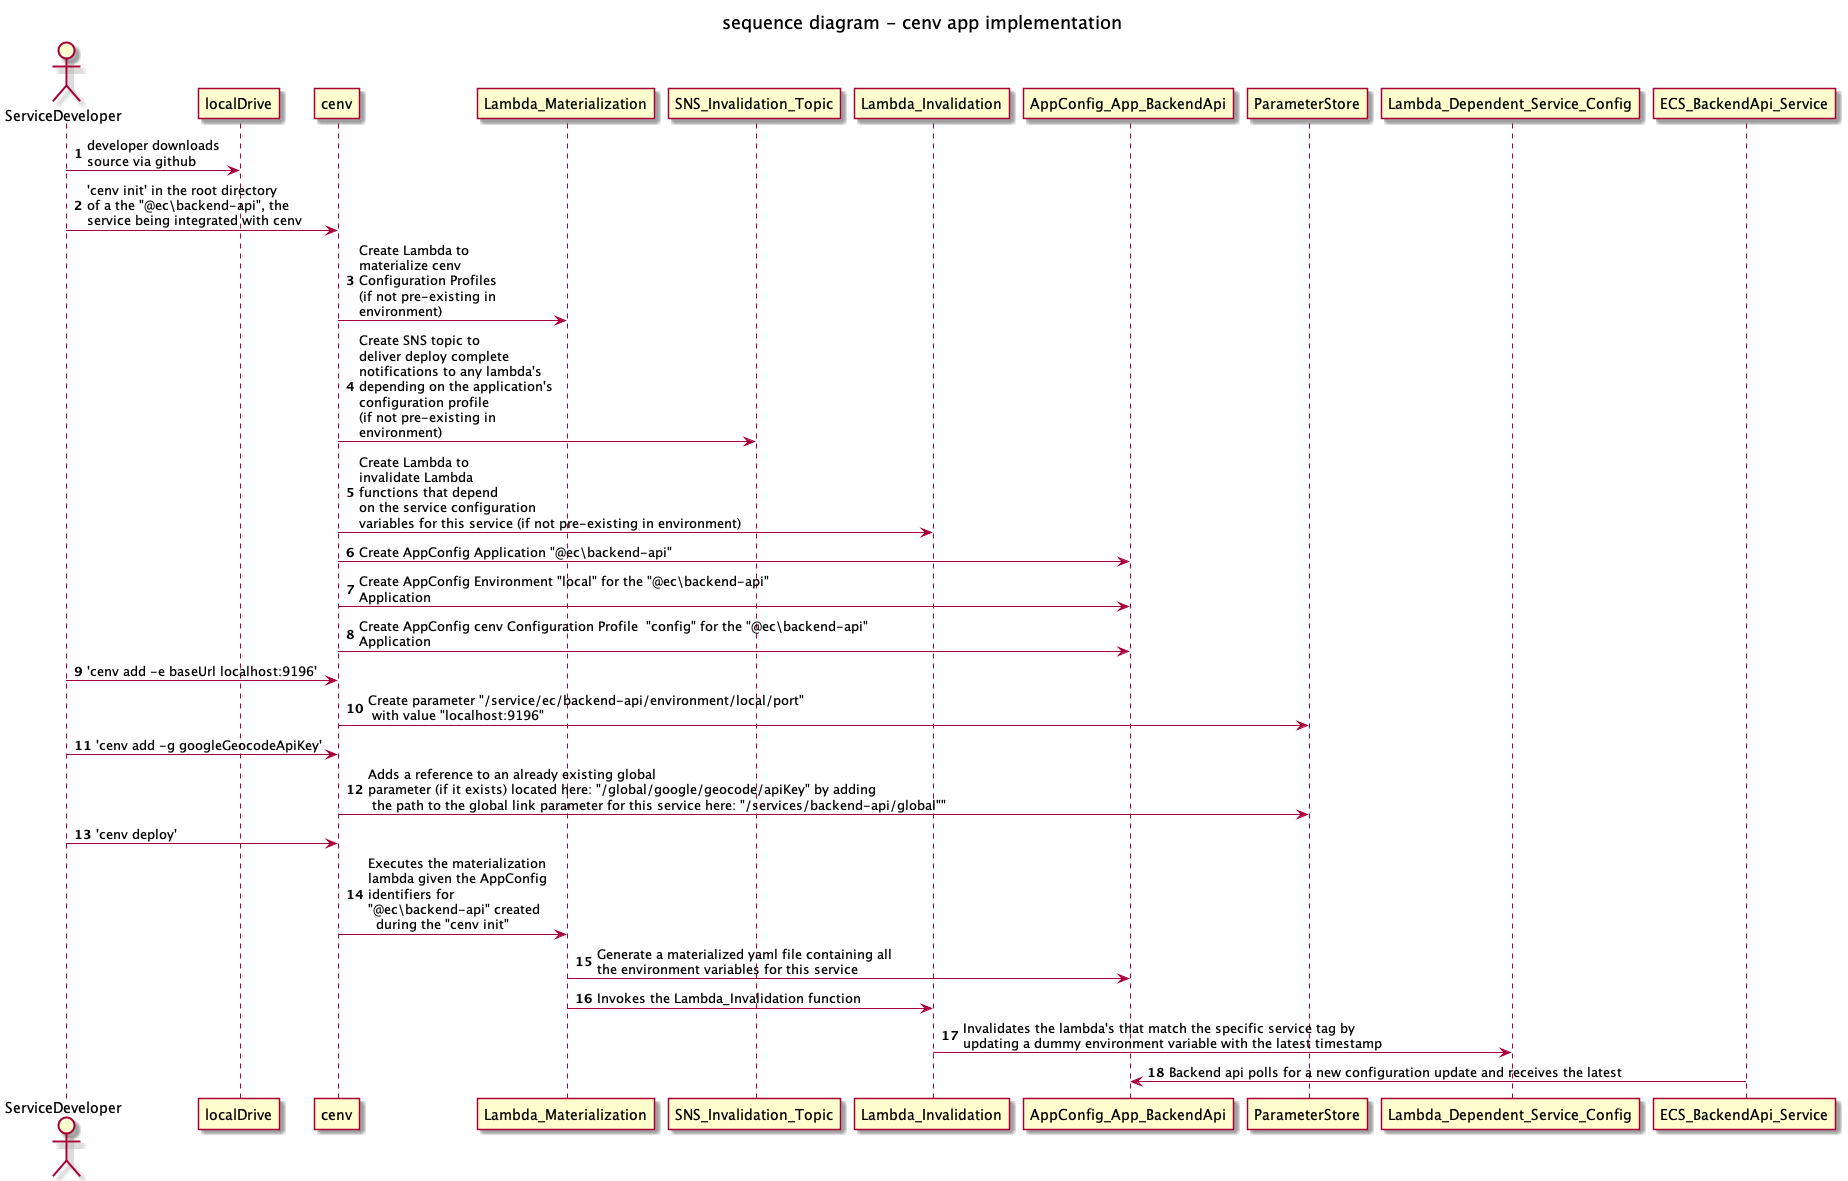 sequence diagram - cenv app implementation
ServiceDeveloper
localDrive
cenv
Lambda_Materialization
SNS_Invalidation_Topic
Lambda_Invalidation
AppConfig_App_BackendApi
ParameterStore
Lambda_Dependent_Service_Config
ECS_BackendApi_Service
1 developer downloads
source via github
2 'cenv init' in the root directory
of a the "@ec\backend-api", the
service being integrated with cenv
3 Create Lambda to
materialize cenv
Configuration Profiles
(if not pre-existing in
environment)
4 Create SNS topic to
deliver deploy complete
notifications to any lambda's
depending on the application's
configuration profile
(if not pre-existing in
environment)
5 Create Lambda to
invalidate Lambda
functions that depend
on the service configuration
variables for this service (if not pre-existing in environment)
6 Create AppConfig Application "@ec\backend-api"
7 Create AppConfig Environment "local" for the "@ec\backend-api"
Application
8 Create AppConfig cenv Configuration Profile  "config" for the "@ec\backend-api"
Application
9 'cenv add -e baseUrl localhost:9196'
10 Create parameter "/service/ec/backend-api/environment/local/port"
with value "localhost:9196"
11 'cenv add -g googleGeocodeApiKey'
12 Adds a reference to an already existing global
parameter (if it exists) located here: "/global/google/geocode/apiKey" by adding
the path to the global link parameter for this service here: "/services/backend-api/global""
13 'cenv deploy'
14 Executes the materialization
lambda given the AppConfig
identifiers for
"@ec\backend-api" created
during the "cenv init"
15 Generate a materialized yaml file containing all
the environment variables for this service
16 Invokes the Lambda_Invalidation function
17 Invalidates the lambda's that match the specific service tag by
updating a dummy environment variable with the latest timestamp
18 Backend api polls for a new configuration update and receives the latest
ServiceDeveloper
localDrive
cenv
Lambda_Materialization
SNS_Invalidation_Topic
Lambda_Invalidation
AppConfig_App_BackendApi
ParameterStore
Lambda_Dependent_Service_Config
ECS_BackendApi_Service